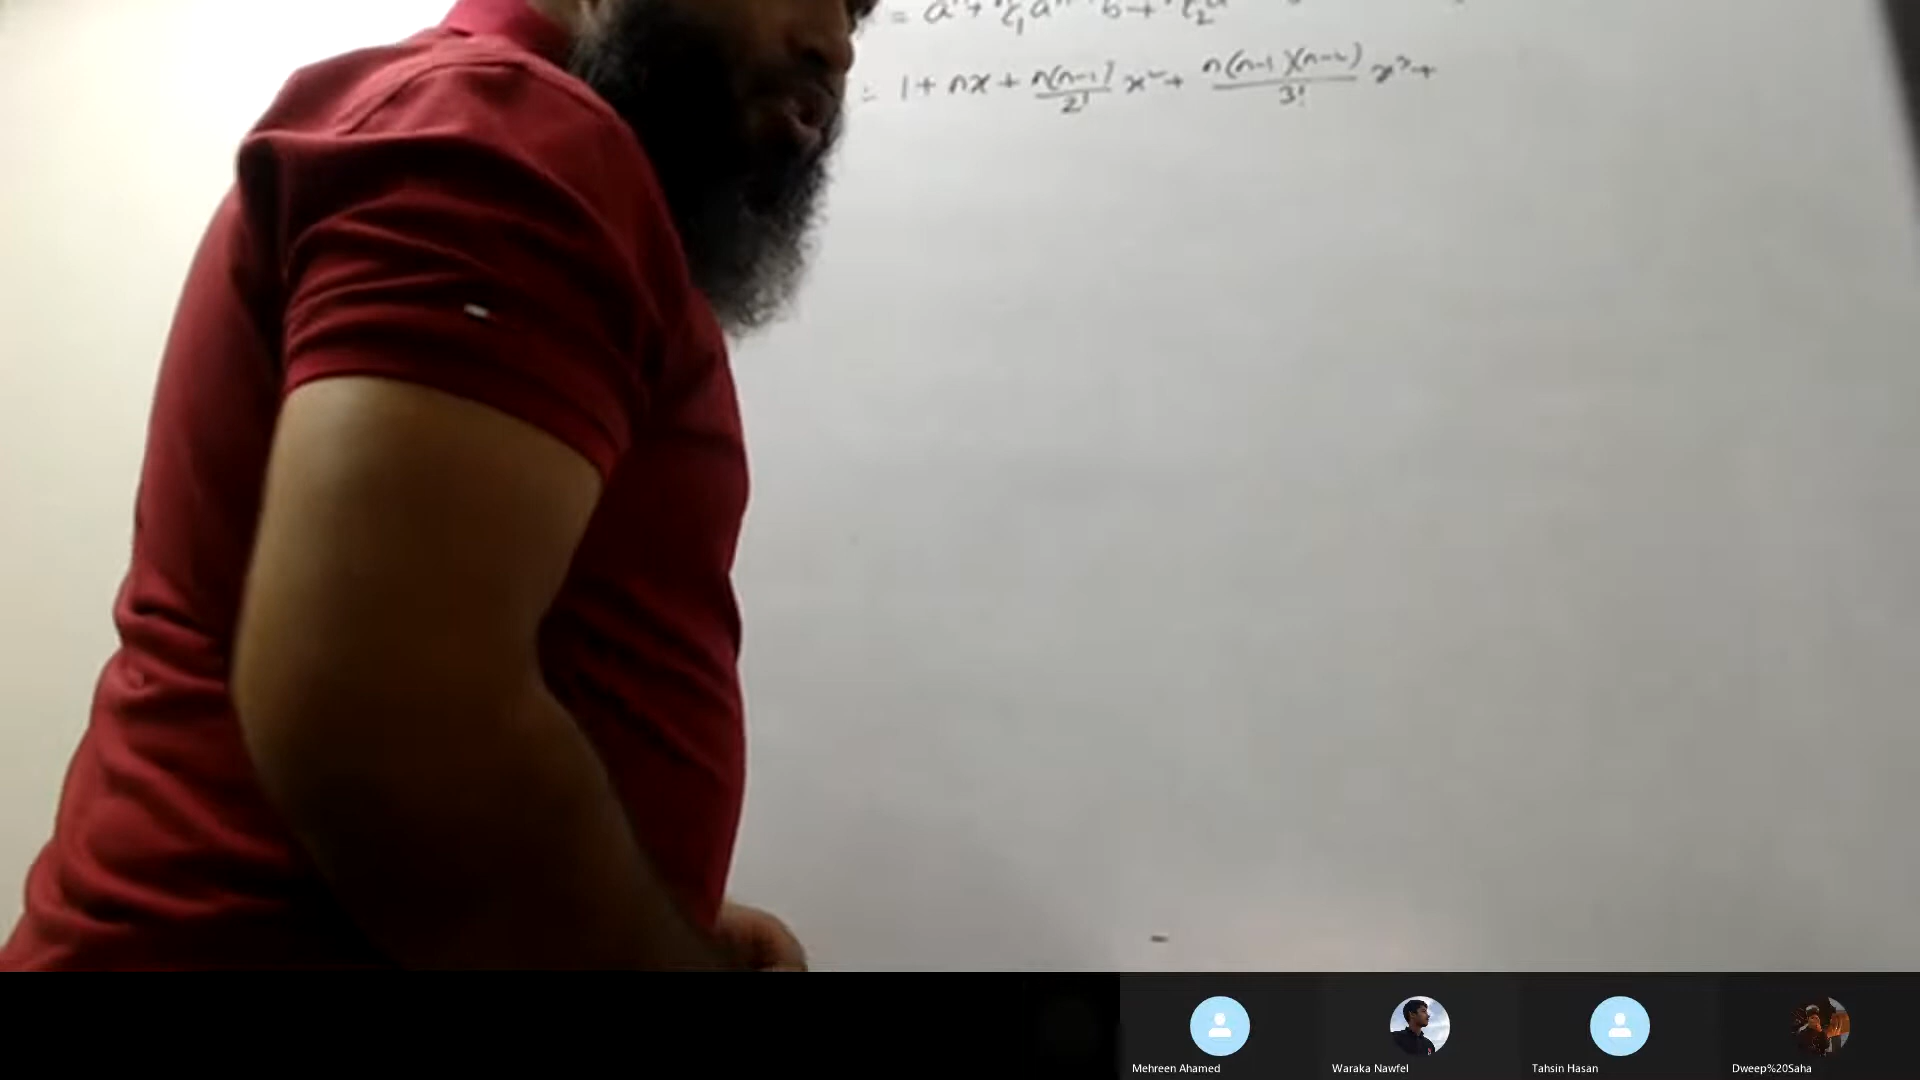 = 1 + nx + n(n-1)/2! x² + n(n-1)(n-2)/3! x³ +
Mehreen Ahamed
Waraka Nawfel
Tahsin Hasan
Dweep%20Saha